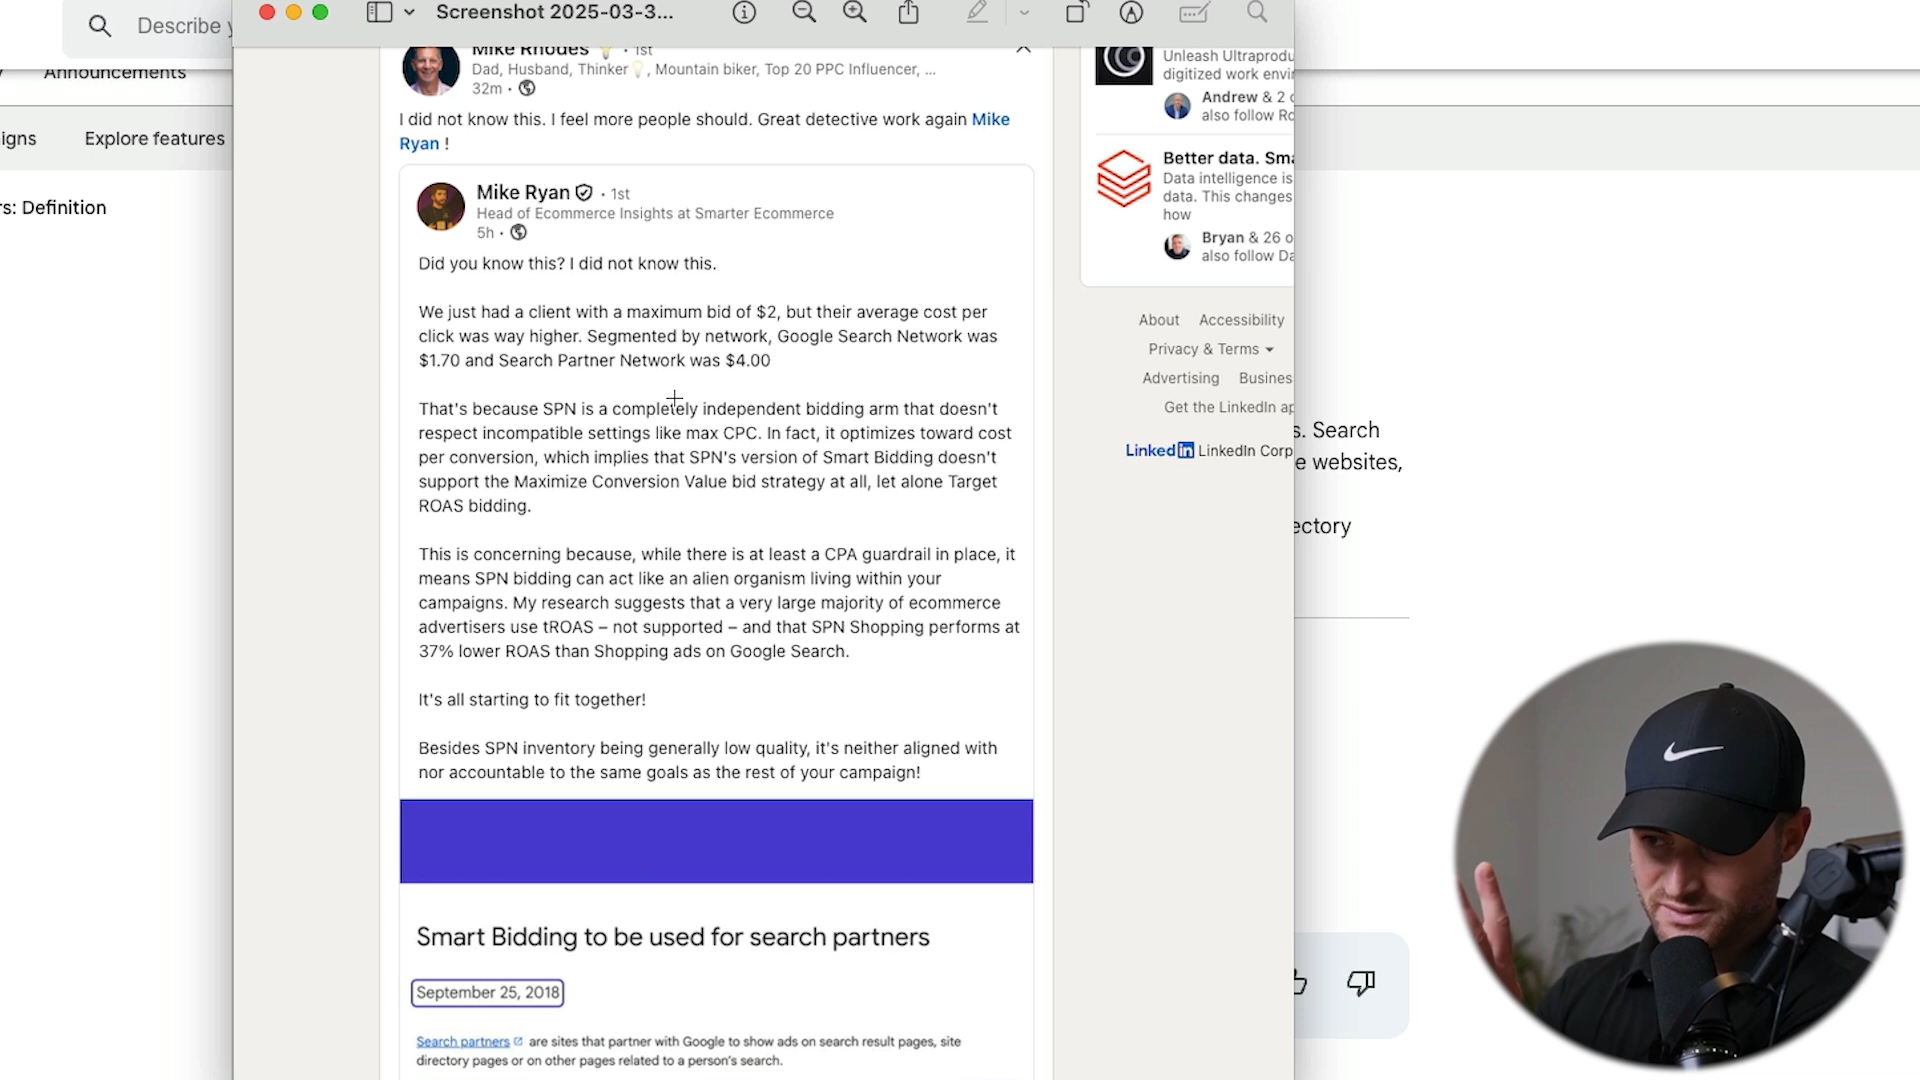 Screenshot 2025-03-3...
Describe
Announcements
Explore features
Definition
Mike Rhodes 💡 · 1st
Dad, Husband, Thinker💡, Mountain biker, Top 20 PPC Influencer, ...
32m ·
I did not know this. I feel more people should. Great detective work again Mike
Ryan !
Mike Ryan · 1st
Head of Ecommerce Insights at Smarter Ecommerce
5h ·
Did you know this? I did not know this.
We just had a client with a maximum bid of $2, but their average cost per
click was way higher. Segmented by network, Google Search Network was
$1.70 and Search Partner Network was $4.00
That's because SPN is a completely independent bidding arm that doesn't
respect incompatible settings like max CPC. In fact, it optimizes toward cost
per conversion, which implies that SPN's version of Smart Bidding doesn't
support the Maximize Conversion Value bid strategy at all, let alone Target
ROAS bidding.
This is concerning because, while there is at least a CPA guardrail in place, it
means SPN bidding can act like an alien organism living within your
campaigns. My research suggests that a very large majority of ecommerce
advertisers use tROAS – not supported – and that SPN Shopping performs at
37% lower ROAS than Shopping ads on Google Search.
It's all starting to fit together!
Besides SPN inventory being generally low quality, it's neither aligned with
nor accountable to the same goals as the rest of your campaign!
Smart Bidding to be used for search partners
September 25, 2018
Search partners are sites that partner with Google to show ads on search result pages, site
directory pages or on other pages related to a person's search.
Unleash Ultraprodu
digitized work envi
Andrew & 2
also follow Ro
Better data. Sma
Data intelligence is
data. This changes
how
Bryan & 26 o
also follow Da
About Accessibility
Privacy & Terms
Advertising Busines
Get the LinkedIn ap
LinkedIn LinkedIn Corp
s. Search
e websites,
ectory